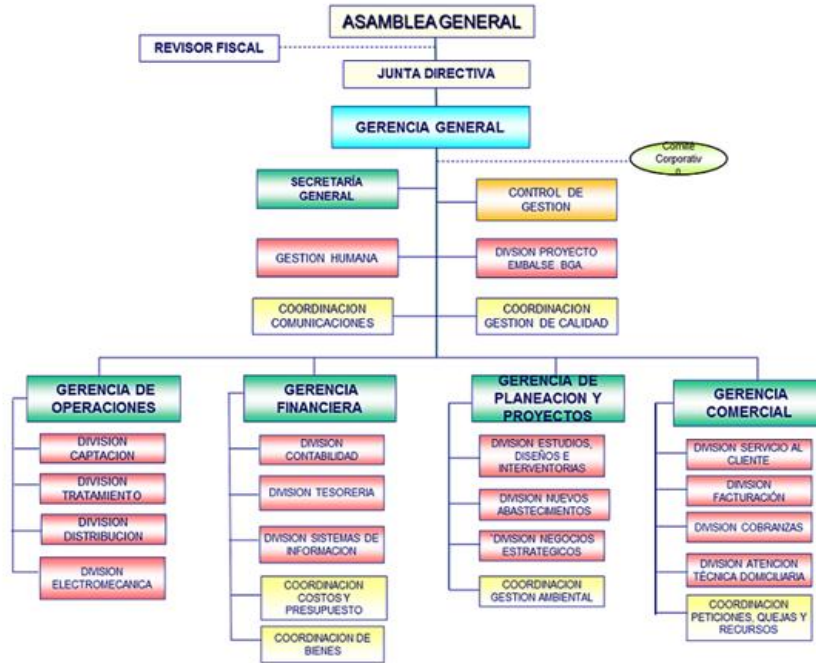 ASAMBLEA GENERAL
REVISOR FISCAL
JUNTA DIRECTIVA
GERENCIA GENERAL
Comité
Corporativ
o
SECRETARÍA
GENERAL
CONTROL DE
GESTION
GESTION HUMANA
DIVSION PROYECTO
EMBALSE BGA
COORDINACION
COMUNICACIONES
COORDINACION
GESTION DE CALIDAD
GERENCIA DE
OPERACIONES
DIVISION
CAPTACION
DIVISION
TRATAMIENTO
DIVISION
DISTRIBUCION
DIVISION
ELECTROMECANICA
GERENCIA
FINANCIERA
DIVISION
CONTABILIDAD
DIVISION TESORERIA
DIVISION SISTEMAS DE
INFORMACION
COORDINACION
COSTOS Y
PRESUPUESTO
COORDINACION DE
BIENES
GERENCIA DE
PLANEACION Y
PROYECTOS
DIVISION ESTUDIOS,
DISEÑOS E
INTERVENTORIAS
DIVISION NUEVOS
ABASTECIMIENTOS
`DIVISION NEGOCIOS
ESTRATEGICOS
COORDINACION
GESTION AMBIENTAL
GERENCIA
COMERCIAL
DIVISION SERVICIO AL
CLIENTE
DIVISION
FACTURACIÓN
DIVISION COBRANZAS
DIVISION ATENCION
TÉCNICA DOMICILIARIA
COORDINACION
PETICIONES, QUEJAS Y
RECURSOS